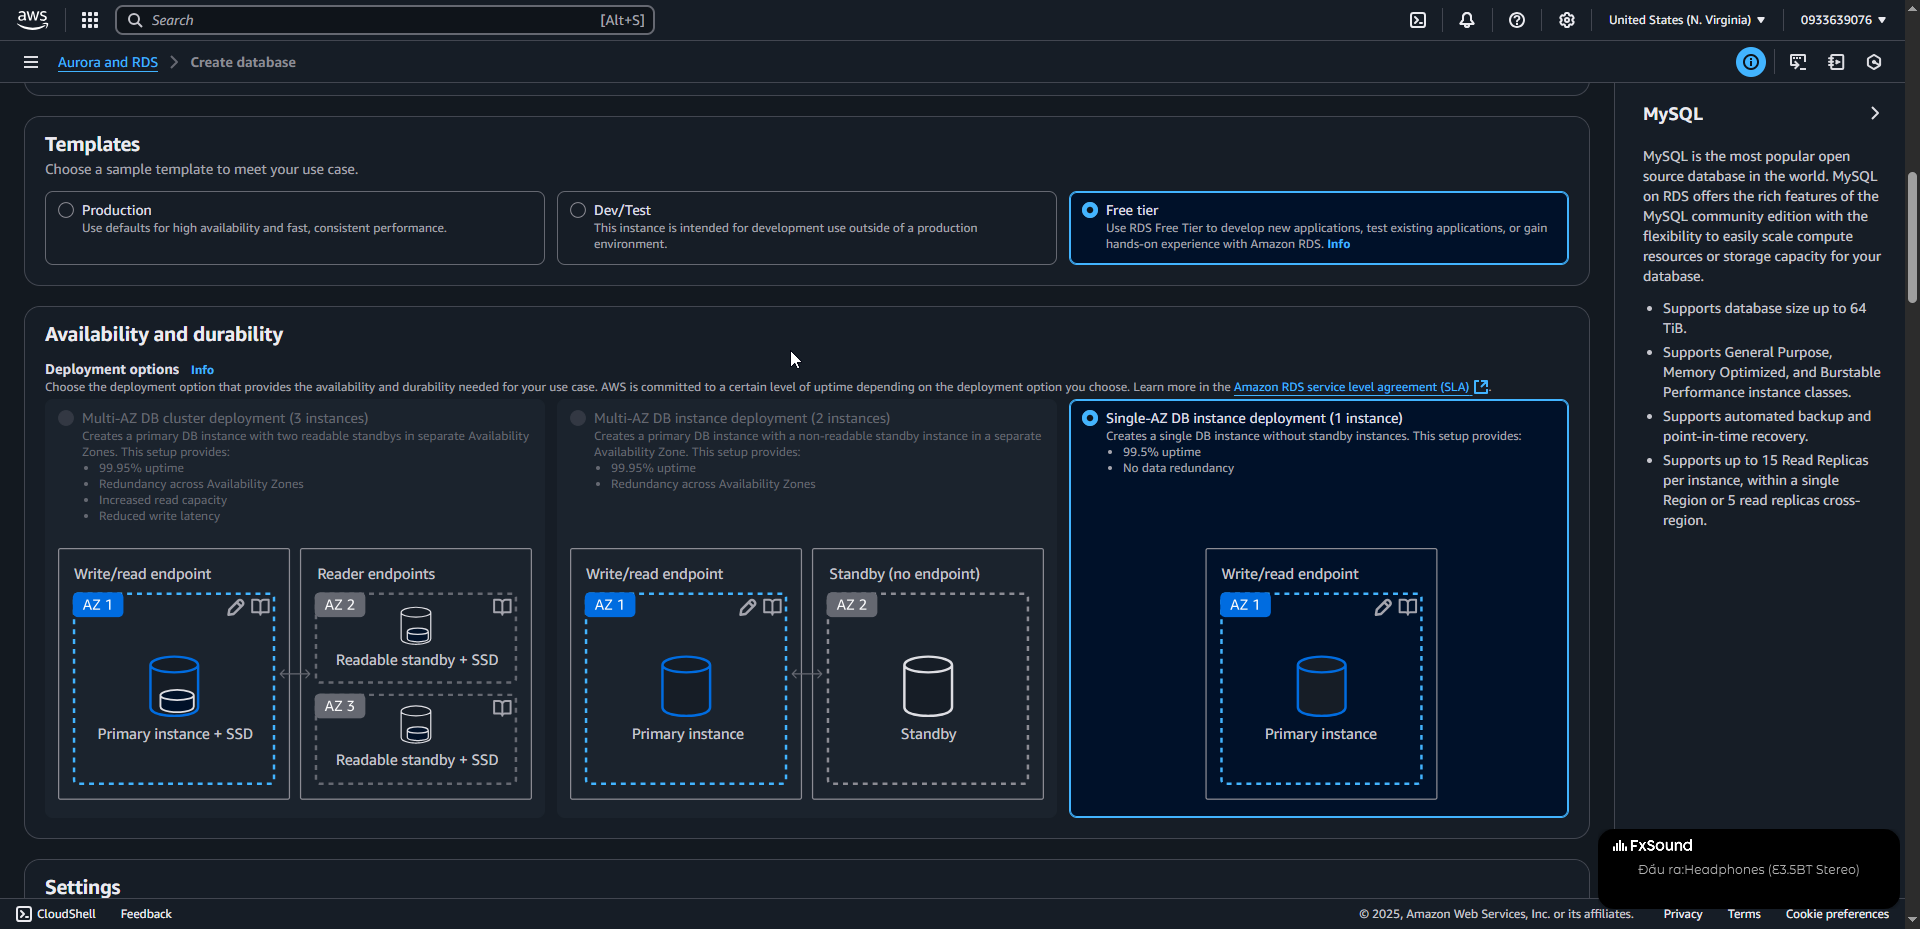 aws
Search
[Alt+S]
United States (N. Virginia)
0933639076
Aurora and RDS
Create database
Templates
Choose a sample template to meet your use case.
Production
Use defaults for high availability and fast, consistent performance.
Dev/Test
This instance is intended for development use outside of a production
environment.
Free tier
Use RDS Free Tier to develop new applications, test existing applications, or gain
hands-on experience with Amazon RDS. Info
Availability and durability
Deployment options Info
Choose the deployment option that provides the availability and durability needed for your use case. AWS is committed to a certain level of uptime depending on the deployment option you choose. Learn more in the Amazon RDS service level agreement (SLA).
Multi-AZ DB cluster deployment (3 instances)
Creates a primary DB instance with two readable standbys in separate Availability
Zones. This setup provides:
• 99.95% uptime
• Redundancy across Availability Zones
• Increased read capacity
• Reduced write latency
Write/read endpoint
AZ 1
Primary instance + SSD
Reader endpoints
AZ 2
Readable standby + SSD
AZ 3
Readable standby + SSD
Multi-AZ DB instance deployment (2 instances)
Creates a primary DB instance with a non-readable standby instance in a separate
Availability Zone. This setup provides:
• 99.95% uptime
• Redundancy across Availability Zones
Write/read endpoint
AZ 1
Primary instance
Standby (no endpoint)
AZ 2
Standby
Single-AZ DB instance deployment (1 instance)
Creates a single DB instance without standby instances. This setup provides:
• 99.5% uptime
• No data redundancy
Write/read endpoint
AZ 1
Primary instance
Settings
MySQL
MySQL is the most popular open
source database in the world. MySQL
on RDS offers the rich features of the
MySQL community edition with the
flexibility to easily scale compute
resources or storage capacity for your
database.
• Supports database size up to 64
TiB.
• Supports General Purpose,
Memory Optimized, and Burstable
Performance instance classes.
• Supports automated backup and
point-in-time recovery.
• Supports up to 15 Read Replicas
per instance, within a single
Region or 5 read replicas cross-
region.
FxSound
Đầu ra:Headphones (E3.5BT Stereo)
CloudShell
Feedback
© 2025, Amazon Web Services, Inc. or its affiliates.
Privacy
Terms
Cookie preferences